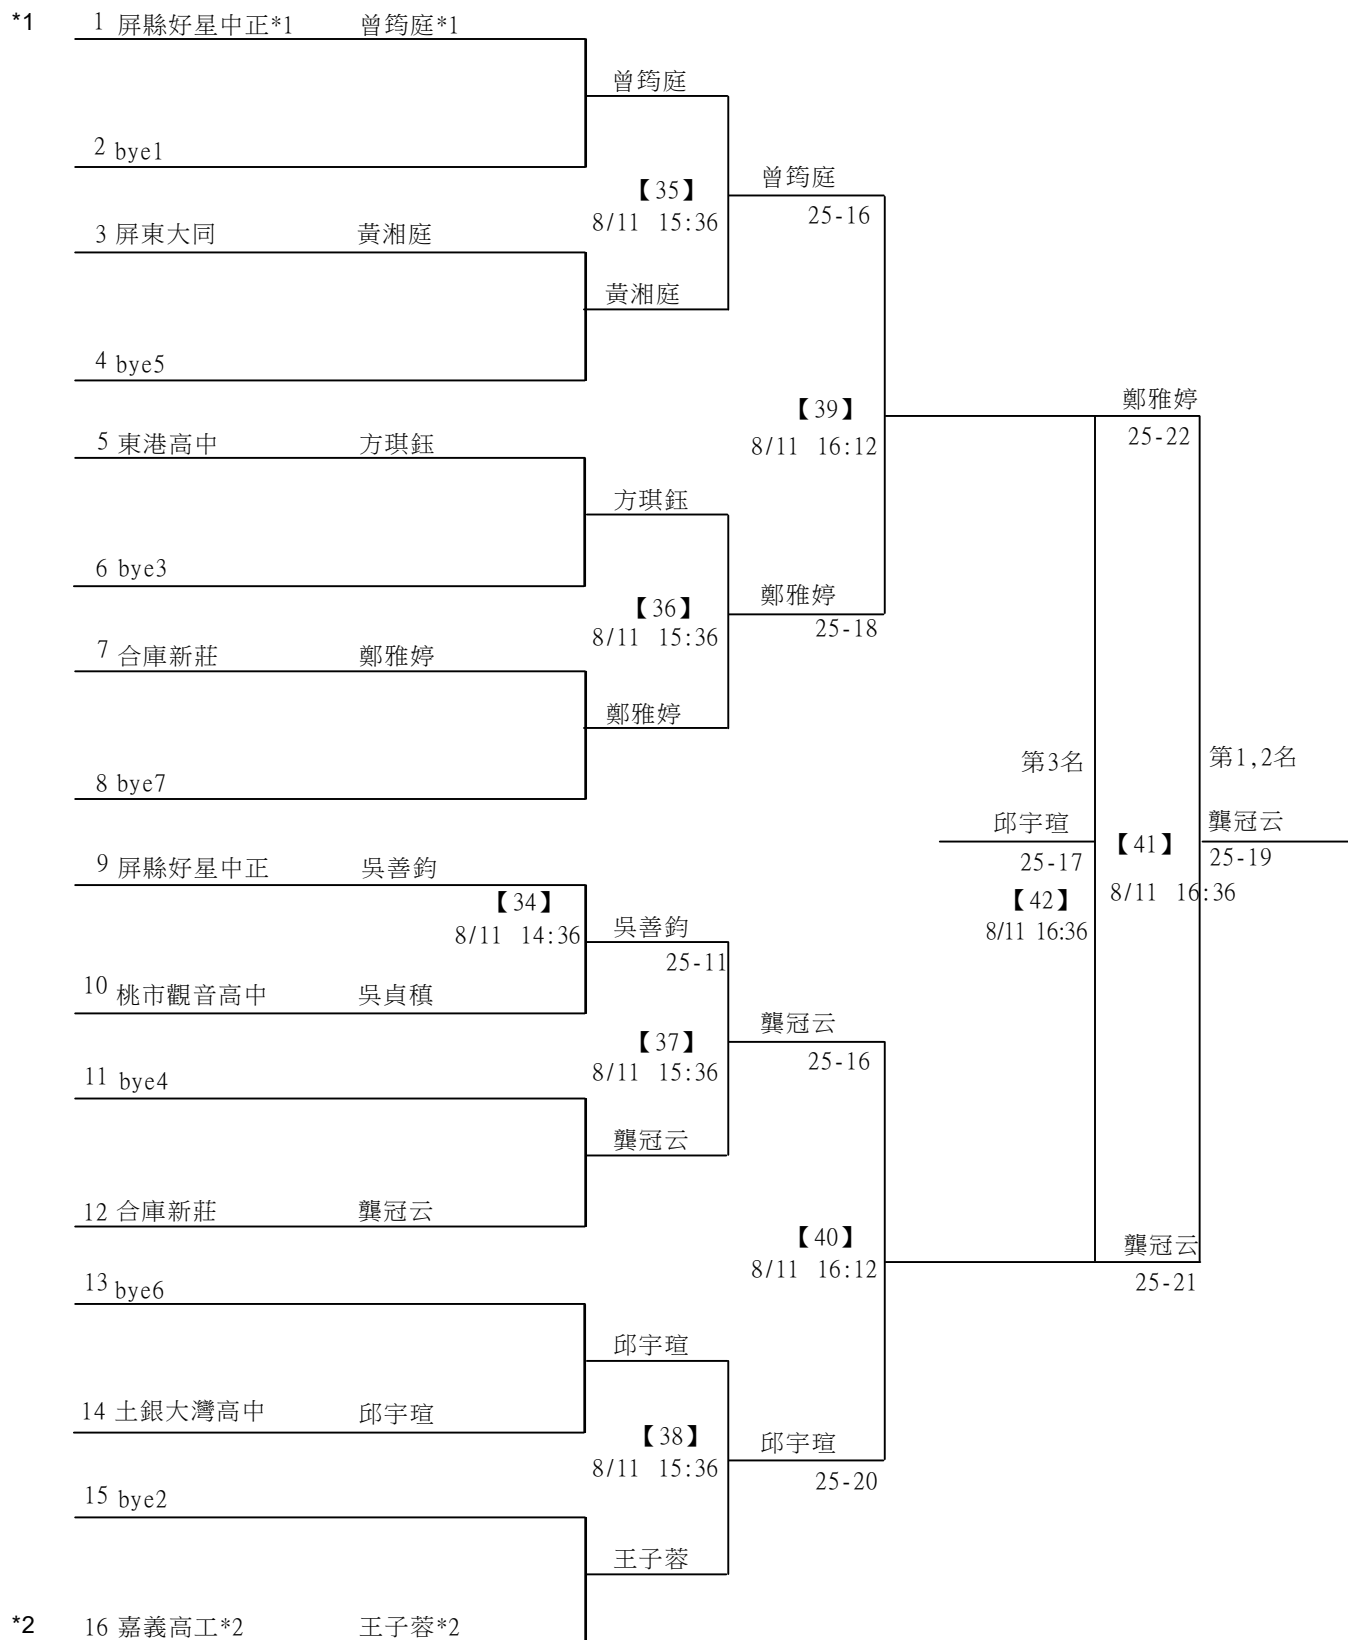 *1 1 屏縣好星中正*1 曾筠庭*1
曾筠庭
2 bye1
【35】
8/11 15:36
曾筠庭
25-16
3 屏東大同 黃湘庭
黃湘庭
4 bye5
【39】
8/11 16:12
鄭雅婷
25-22
5 東港高中 方琪鈺
方琪鈺
6 bye3
【36】
8/11 15:36
鄭雅婷
25-18
7 合庫新莊 鄭雅婷
鄭雅婷
8 bye7
第3名
第1,2名
邱宇瑄
25-17
【42】
8/11 16:36
【41】
8/11 16:36
龔冠云
25-19
9 屏縣好星中正 吳善鈞
【34】
8/11 14:36
吳善鈞
25-11
10 桃市觀音高中 吳貞稹
【37】
8/11 15:36
龔冠云
25-16
11 bye4
龔冠云
12 合庫新莊 龔冠云
【40】
8/11 16:12
龔冠云
25-21
13 bye6
邱宇瑄
14 土銀大灣高中 邱宇瑄
【38】
8/11 15:36
邱宇瑄
25-20
15 bye2
王子蓉
*2 16 嘉義高工*2 王子蓉*2